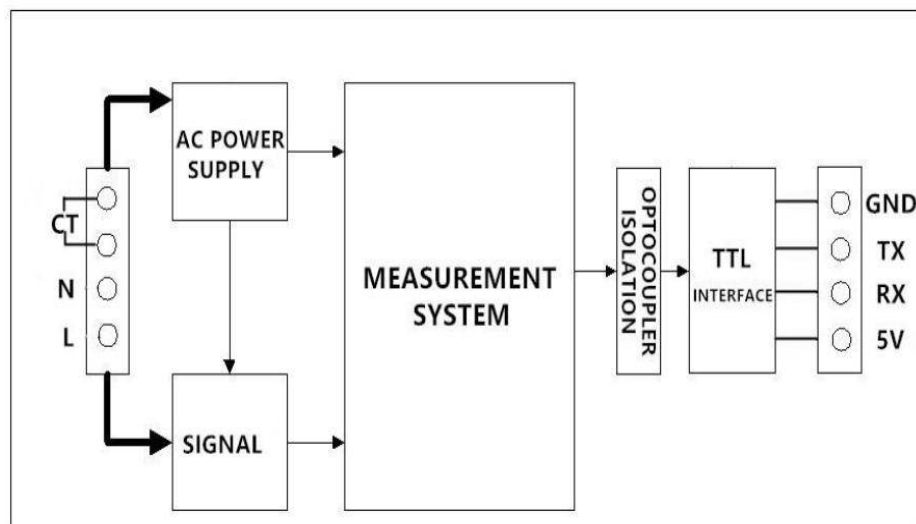 AC POWER
SUPPLY
CT
N
L
SIGNAL
MEASUREMENT
SYSTEM
OPTOCOUPLER
ISOLATION
TTL
INTERFACE
GND
TX
RX
5V